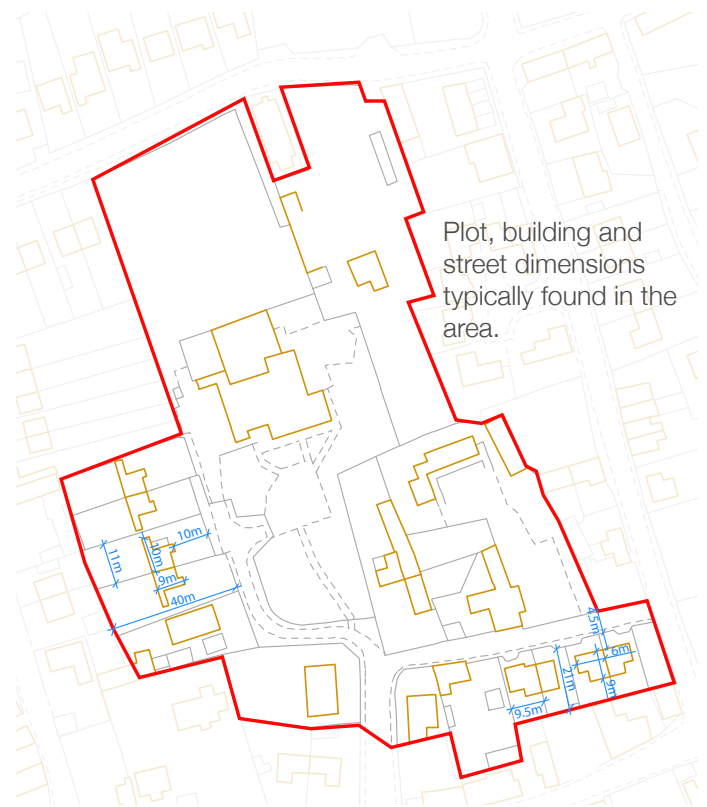 Plot, building and
street dimensions
typically found in the
area.
10m
11m
10m
9m
40m
4.5m
6m
21m
9m
9.5m